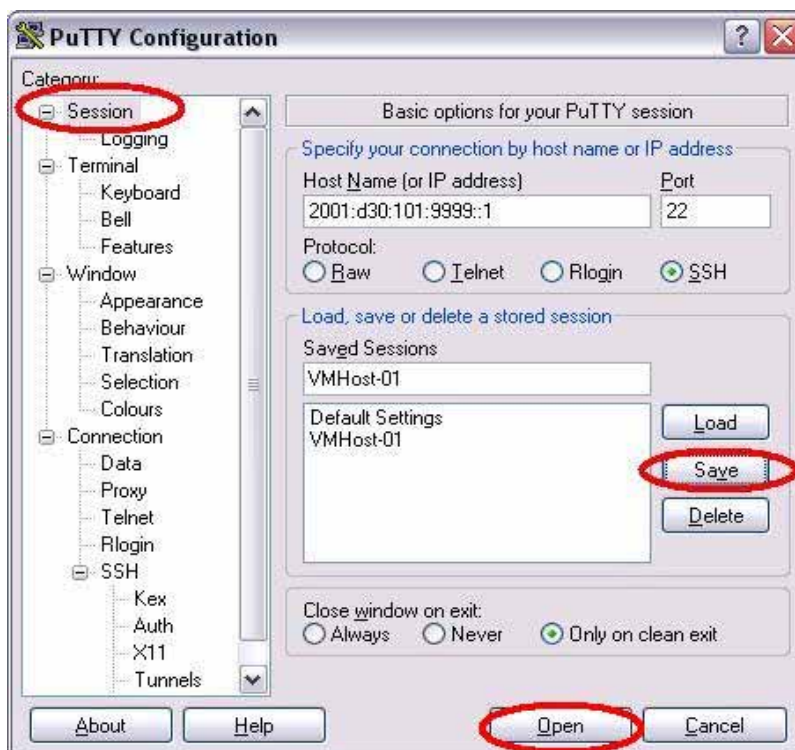 PuTTY Configuration
Category:
Session
Logging
Terminal
Keyboard
Bell
Features
Window
Appearance
Behaviour
Translation
Selection
Colours
Connection
Data
Proxy
Telnet
Rlogin
SSH
Kex
Auth
X11
Tunnels
Basic options for your PuTTY session
Specify your connection by host name or IP address
Host Name (or IP address) Port
2001:d30:101:9999::1 22
Protocol:
Raw Telnet Rlogin SSH
Load, save or delete a stored session
Saved Sessions
VMHost-01
Default Settings
VMHost-01
Load
Save
Delete
Close window on exit:
Always Never Only on clean exit
About Help Open Cancel